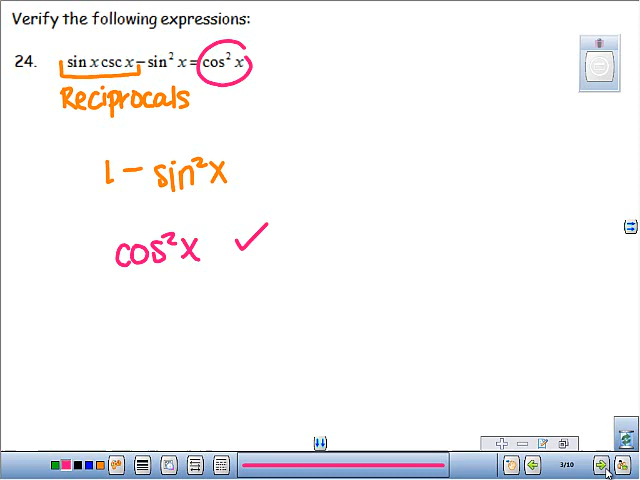 Verify the following expressions:
24. sin x csc x − sin² x = cos² x
Reciprocals
1 − sin²x
cos²x ✓
3/10